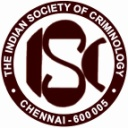 THE INDIAN SOCIETY OF CRIMINOLOGY
ISC
• CHENNAI - 600 005 •